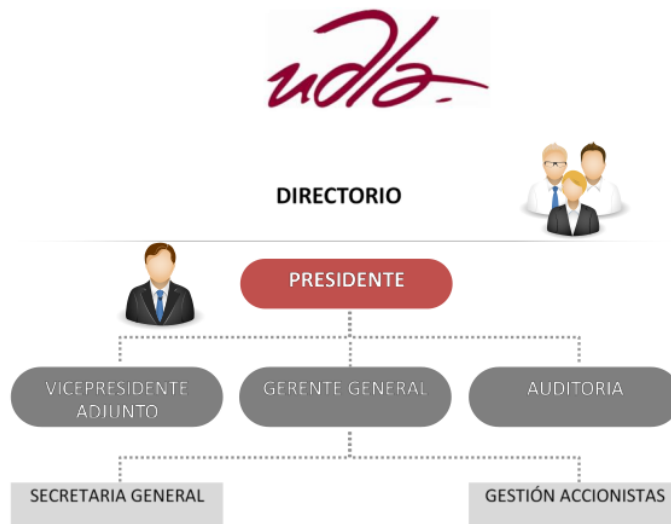 udla.
DIRECTORIO
PRESIDENTE
VICEPRESIDENTE
ADJUNTO
GERENTE GENERAL
AUDITORIA
SECRETARIA GENERAL
GESTIÓN ACCIONISTAS